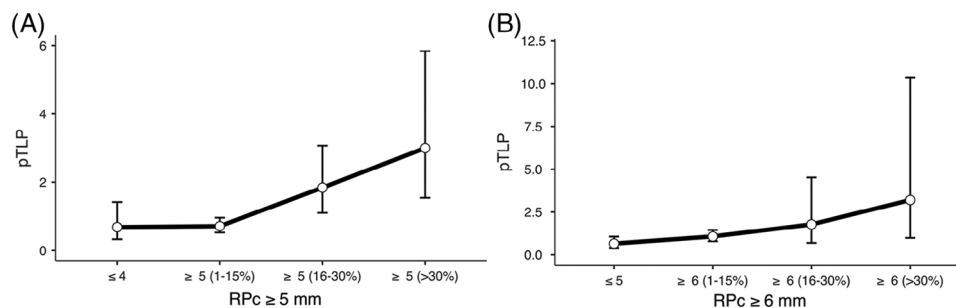 (A)
6
4
2
0
pTLP
≤ 4
≥ 5 (1-15%)
≥ 5 (16-30%)
≥ 5 (>30%)
RPc ≥ 5 mm
(B)
12.5
10.0
7.5
5.0
2.5
0.0
pTLP
≤ 5
≥ 6 (1-15%)
≥ 6 (16-30%)
≥ 6 (>30%)
RPc ≥ 6 mm